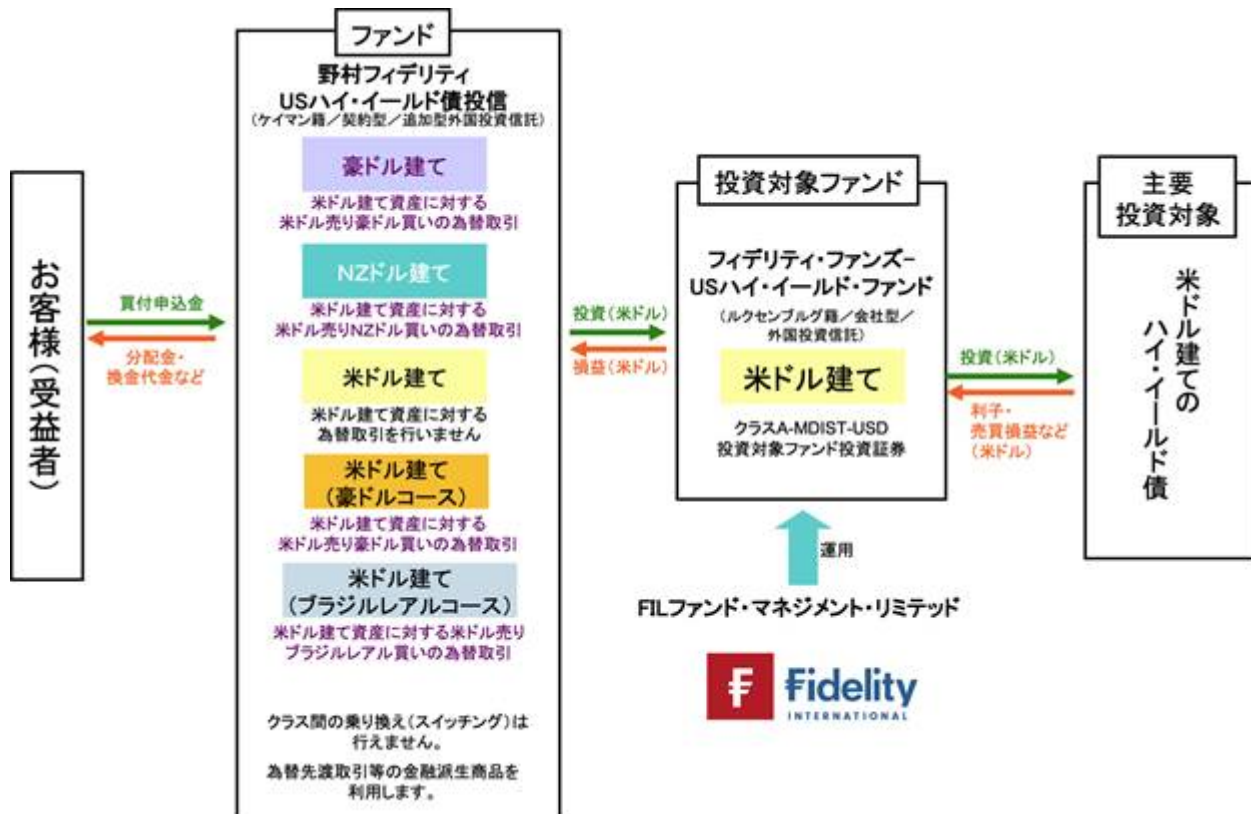 ファンド
野村フィデリティ
USハイ・イールド債投信
(ケイマン籍/契約型/追加型外国投資信託)
豪ドル建て
米ドル建て資産に対する
米ドル売り豪ドル買いの為替取引
NZドル建て
米ドル建て資産に対する
米ドル売りNZドル買いの為替取引
米ドル建て
米ドル建て資産に対する
為替取引を行いません
米ドル建て
(豪ドルコース)
米ドル建て資産に対する
米ドル売り豪ドル買いの為替取引
米ドル建て
(ブラジルレアルコース)
米ドル建て資産に対する米ドル売り
ブラジルレアル買いの為替取引
クラス間の乗り換え(スイッチング)は
行えません。
為替先渡取引等の金融派生商品を
利用します。
お客様(受益者)
買付申込金
分配金・
換金代金など
投資(米ドル)
損益(米ドル)
投資対象ファンド
フィデリティ・ファンズ−
USハイ・イールド・ファンド
(ルクセンブルグ籍/会社型/
外国投資信託)
米ドル建て
クラスA-MDIST-USD
投資対象ファンド投資証券
運用
FILファンド・マネジメント・リミテッド
Fidelity
INTERNATIONAL
投資(米ドル)
利子・
売買損益など
(米ドル)
主要
投資対象
米ドル建ての
ハイ・イールド債